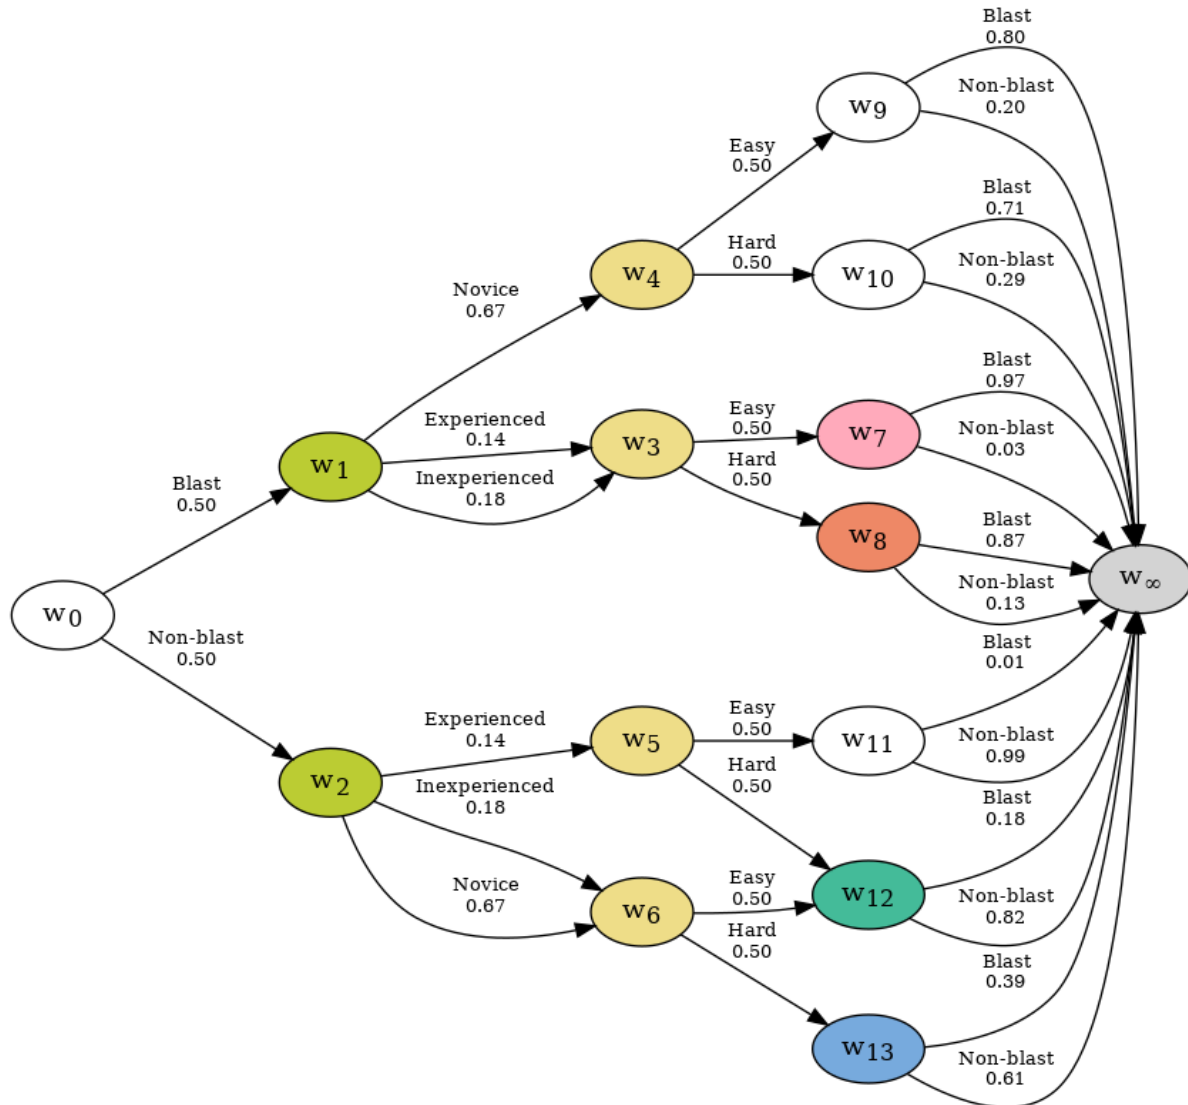 Blast
0.80
Non-blast
0.20
w9
Easy
0.50
Blast
0.71
Hard
0.50
Non-blast
0.29
w4
w10
Novice
0.67
Blast
0.97
Easy
0.50
Non-blast
0.03
Experienced
0.14
w7
w3
Hard
0.50
Inexperienced
0.18
w1
Blast
0.50
Blast
0.87
w8
Non-blast
0.13
w∞
w0
Non-blast
0.50
Blast
0.01
Experienced
0.14
Easy
0.50
Non-blast
0.99
w5
w11
Hard
0.50
w2
Inexperienced
0.18
Blast
0.18
Novice
0.67
Easy
0.50
w12
Non-blast
0.82
w6
Hard
0.50
Blast
0.39
w13
Non-blast
0.61